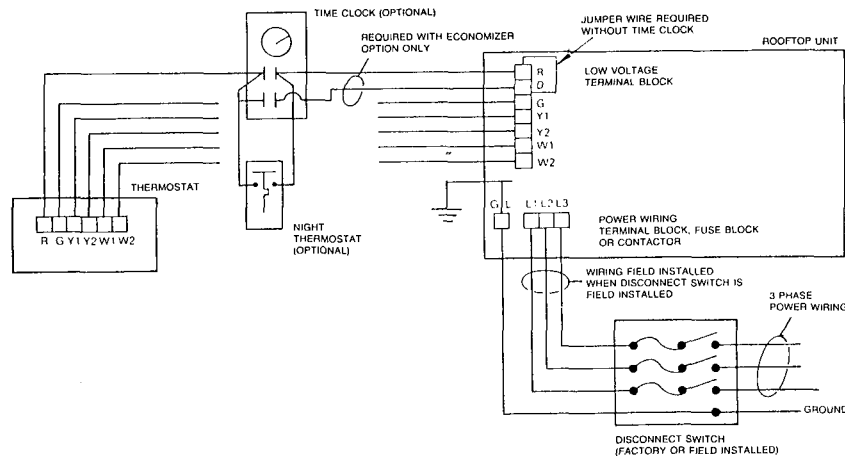 TIME CLOCK (OPTIONAL)
REQUIRED WITH ECONOMIZER
OPTION ONLY
JUMPER WIRE REQUIRED
WITHOUT TIME CLOCK
ROOFTOP UNIT
R
D
G
Y1
Y2
W1
W2
LOW VOLTAGE
TERMINAL BLOCK
THERMOSTAT
R G Y1 Y2 W1 W2
NIGHT
THERMOSTAT
(OPTIONAL)
L1 L2 L3
POWER WIRING
TERMINAL BLOCK, FUSE BLOCK
OR CONTACTOR
WIRING FIELD INSTALLED
WHEN DISCONNECT SWITCH IS
FIELD INSTALLED
3 PHASE
POWER WIRING
GROUND
DISCONNECT SWITCH
(FACTORY OR FIELD INSTALLED)